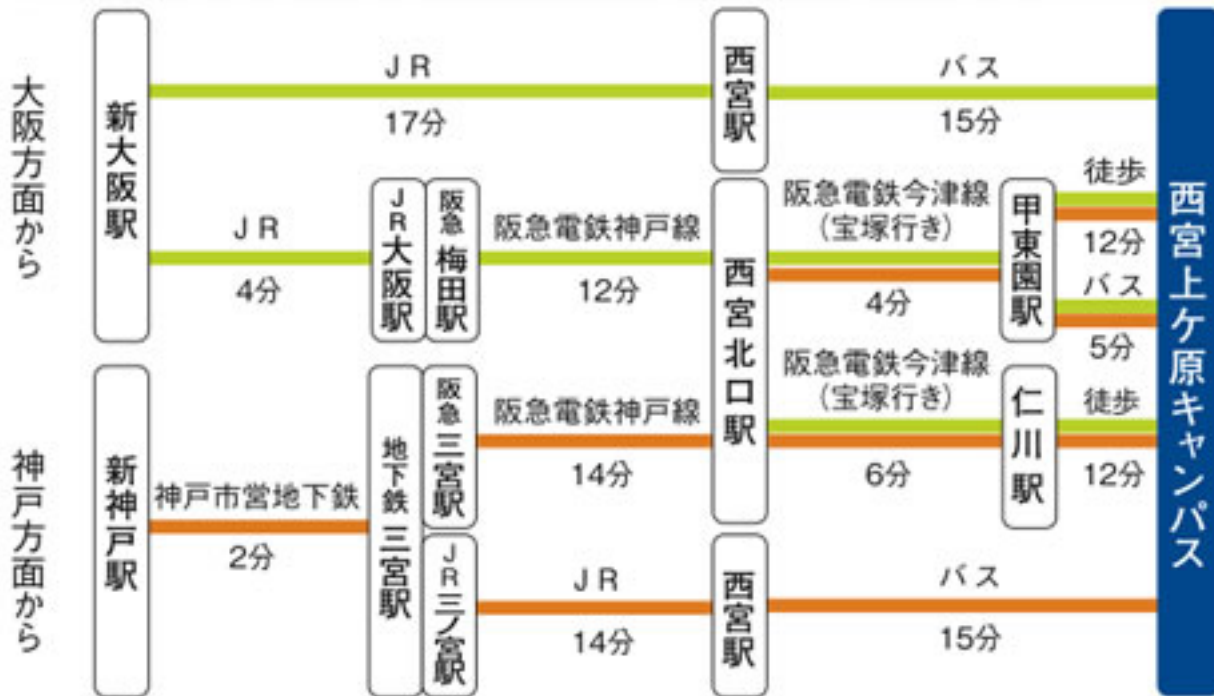 大阪方面から
新大阪駅
JR
17分
西宮駅
バス
15分
JR
4分
JR大阪駅
阪急 梅田駅
阪急電鉄神戸線
12分
西宮北口駅
阪急電鉄今津線
(宝塚行き)
4分
甲東園駅
徒歩
12分
バス
5分
阪急電鉄今津線
(宝塚行き)
6分
仁川駅
徒歩
12分
神戸方面から
新神戸駅
神戸市営地下鉄
2分
地下鉄 三宮駅
阪急 三宮駅
阪急電鉄神戸線
14分
JR三ノ宮駅
JR
14分
西宮駅
バス
15分
西宮上ケ原キャンパス